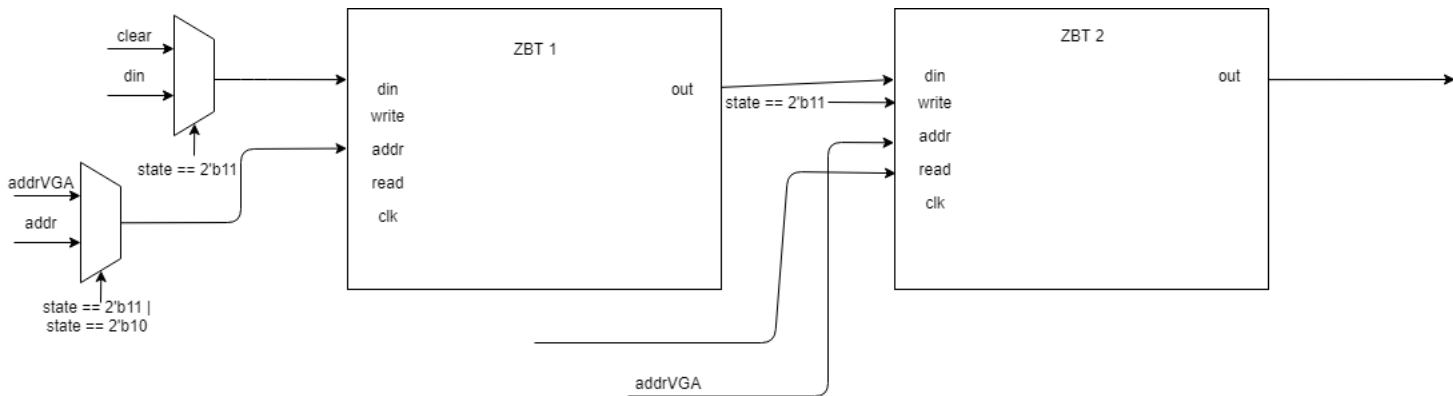 clear
din
state == 2'b11
addrVGA
addr
state == 2'b11 |
state == 2'b10
ZBT 1
din
write
addr
read
clk
out
state == 2'b11
addrVGA
ZBT 2
din
write
addr
read
clk
out